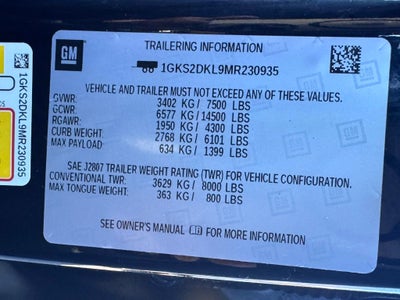 GM
TRAILERING INFORMATION
1GKS2DKL9MR230935
VEHICLE AND TRAILER MUST NOT EXCEED ANY OF THESE VALUES.
GVWR: 3402 KG / 7500 LBS
GCWR: 6577 KG / 14500 LBS
RGAWR: 1950 KG / 4300 LBS
CURB WEIGHT: 2768 KG / 6101 LBS
MAX PAYLOAD: 634 KG / 1399 LBS
SAE J2807 TRAILER WEIGHT RATING (TWR) FOR VEHICLE CONFIGURATION.
CONVENTIONAL TWR: 3629 KG / 8000 LBS
MAX TONGUE WEIGHT: 363 KG / 800 LBS
SEE OWNER'S MANUAL FOR MORE INFORMATION
1GKS2DKL9MR230935